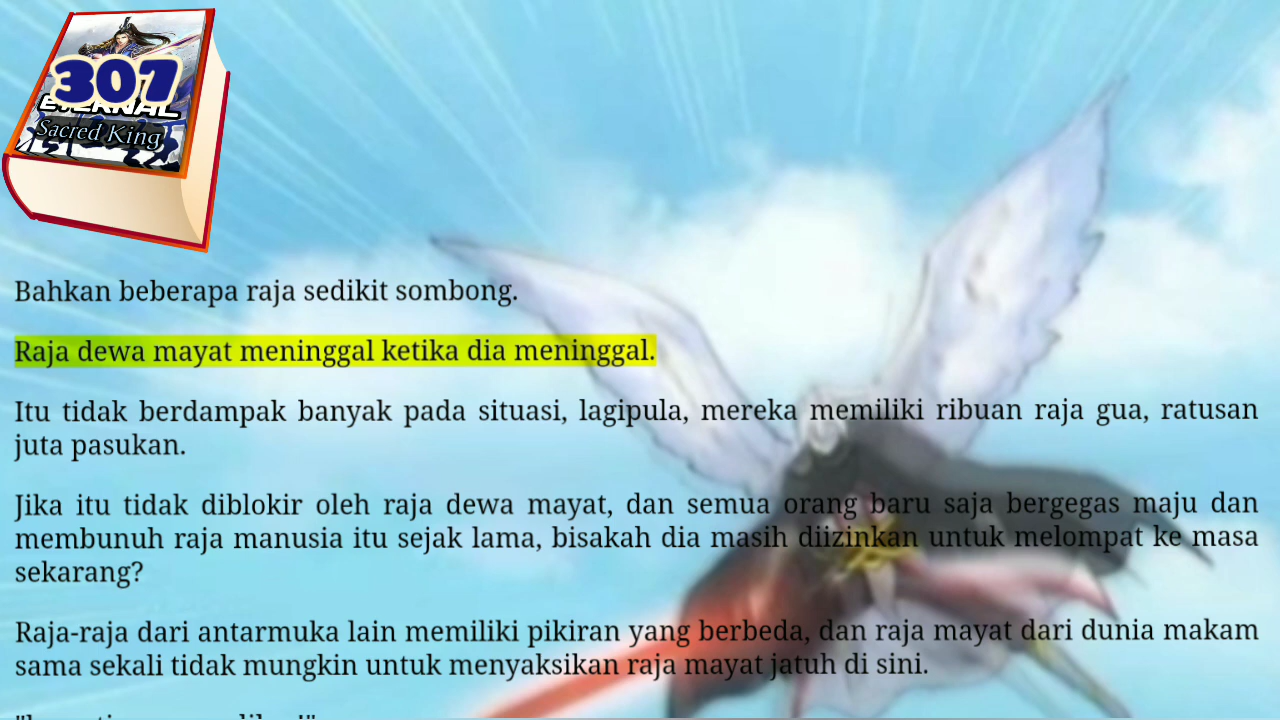 307
ETERNAL
Sacred King
Bahkan beberapa raja sedikit sombong.
Raja dewa mayat meninggal ketika dia meninggal.
Itu tidak berdampak banyak pada situasi, lagipula, mereka memiliki ribuan raja gua, ratusan
juta pasukan.
Jika itu tidak diblokir oleh raja dewa mayat, dan semua orang baru saja bergegas maju dan
membunuh raja manusia itu sejak lama, bisakah dia masih diizinkan untuk melompat ke masa
sekarang?
Raja-raja dari antarmuka lain memiliki pikiran yang berbeda, dan raja mayat dari dunia makam
sama sekali tidak mungkin untuk menyaksikan raja mayat jatuh di sini.